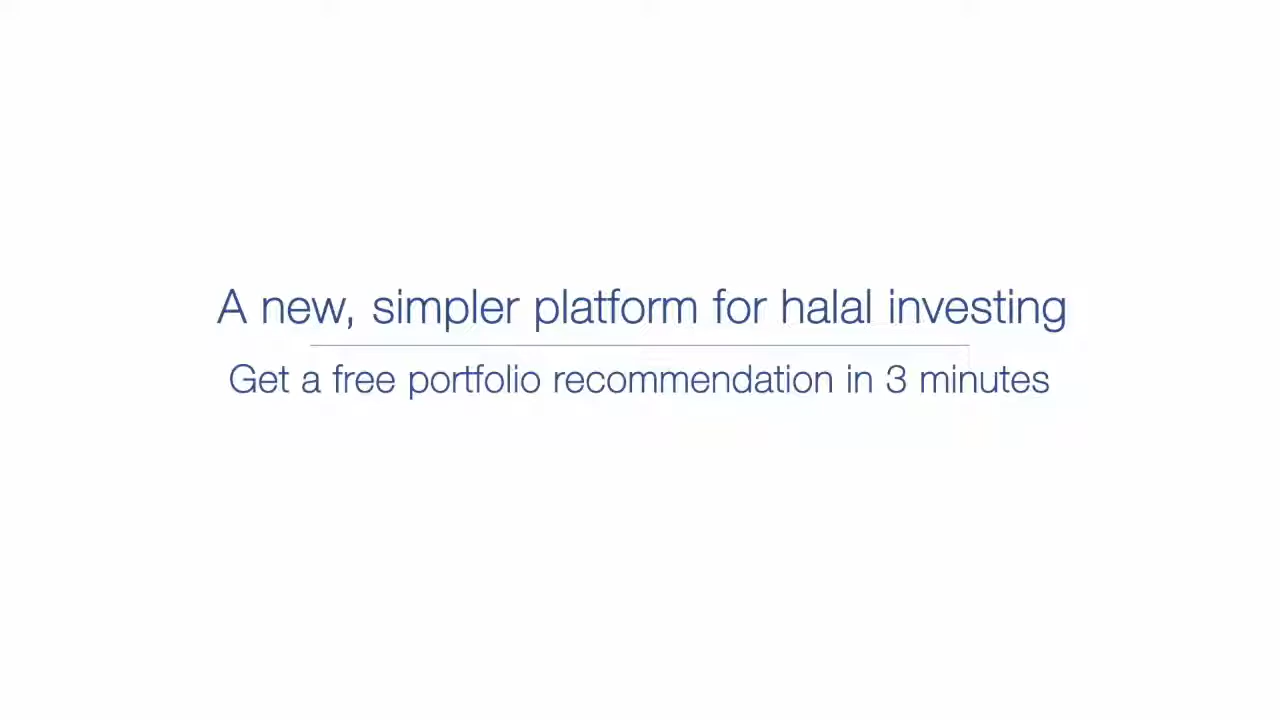 A new, simpler platform for halal investing
Get a free portfolio recommendation in 3 minutes